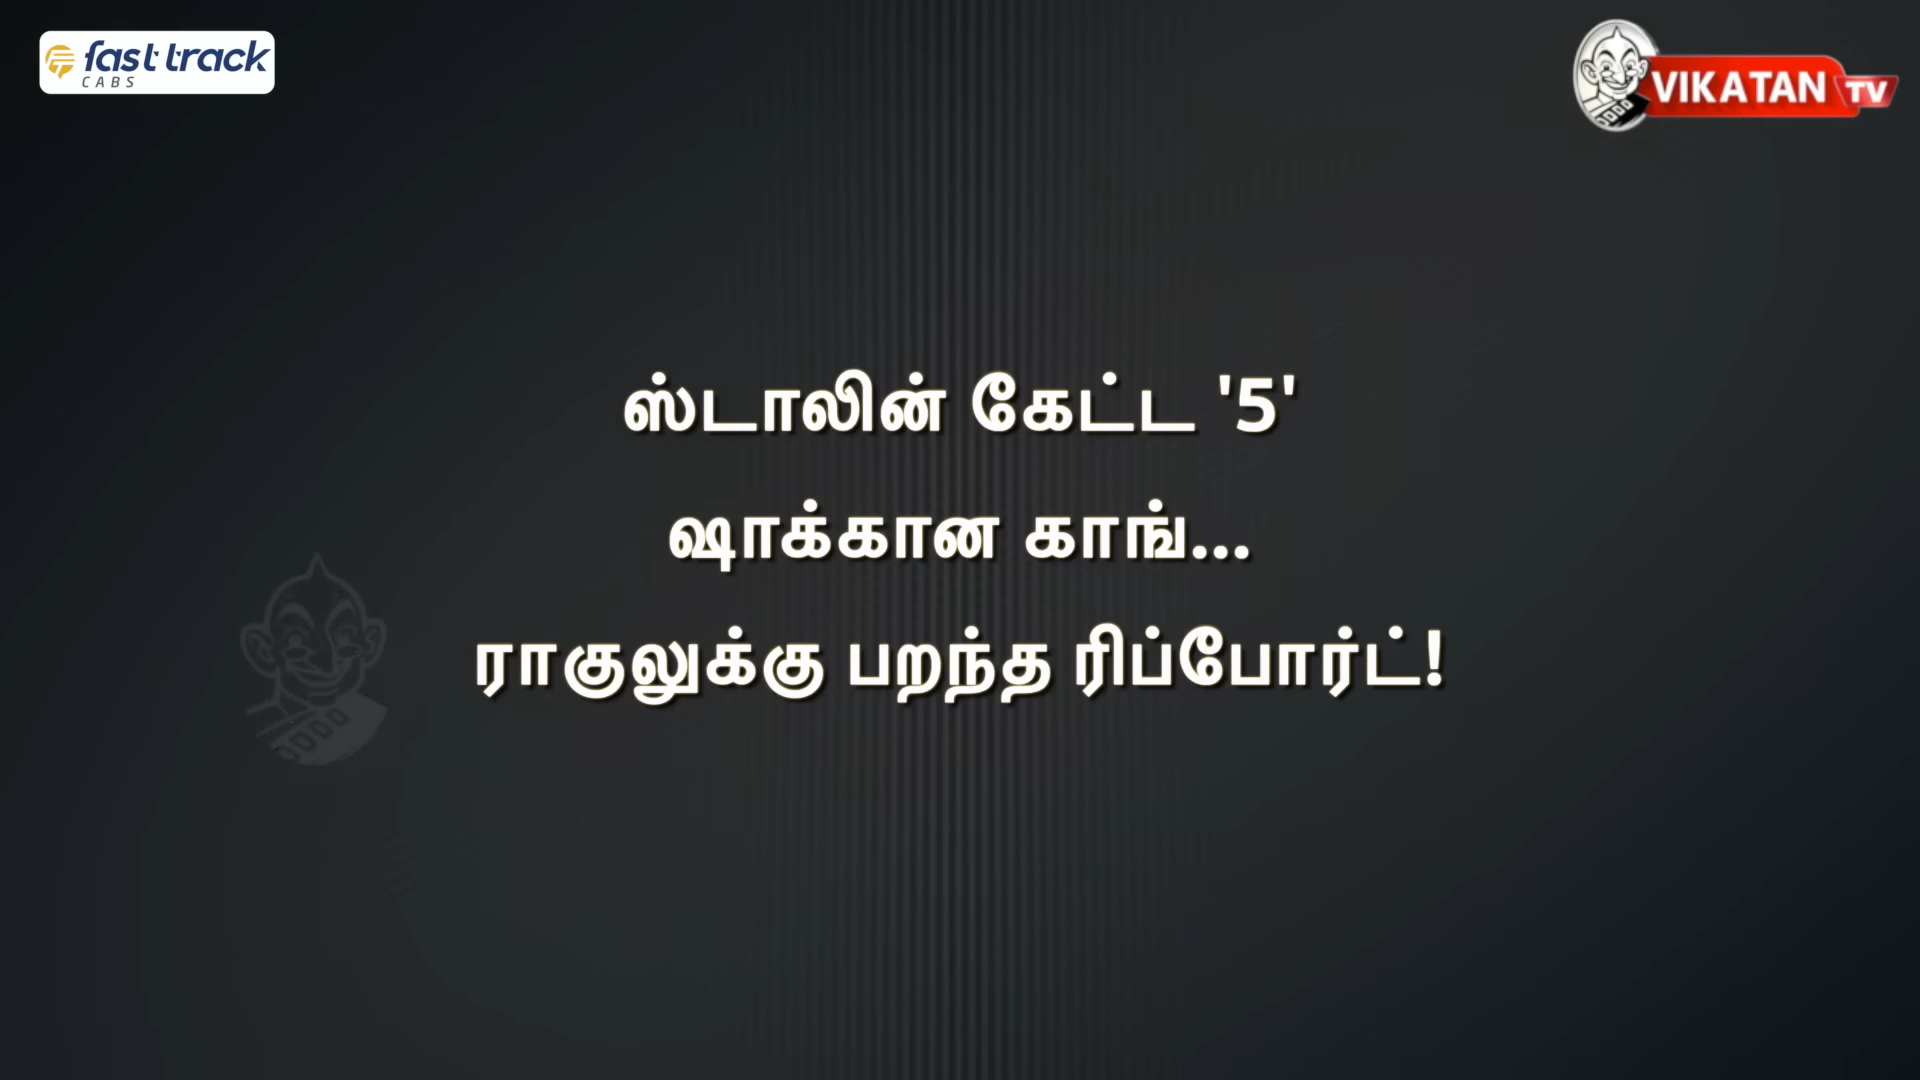 fast track
CABS
VIKATAN TV
ஸ்டாலின் கேட்ட '5'
ஷாக்கான காங்...
ராகுலுக்கு பறந்த ரிப்போர்ட்!